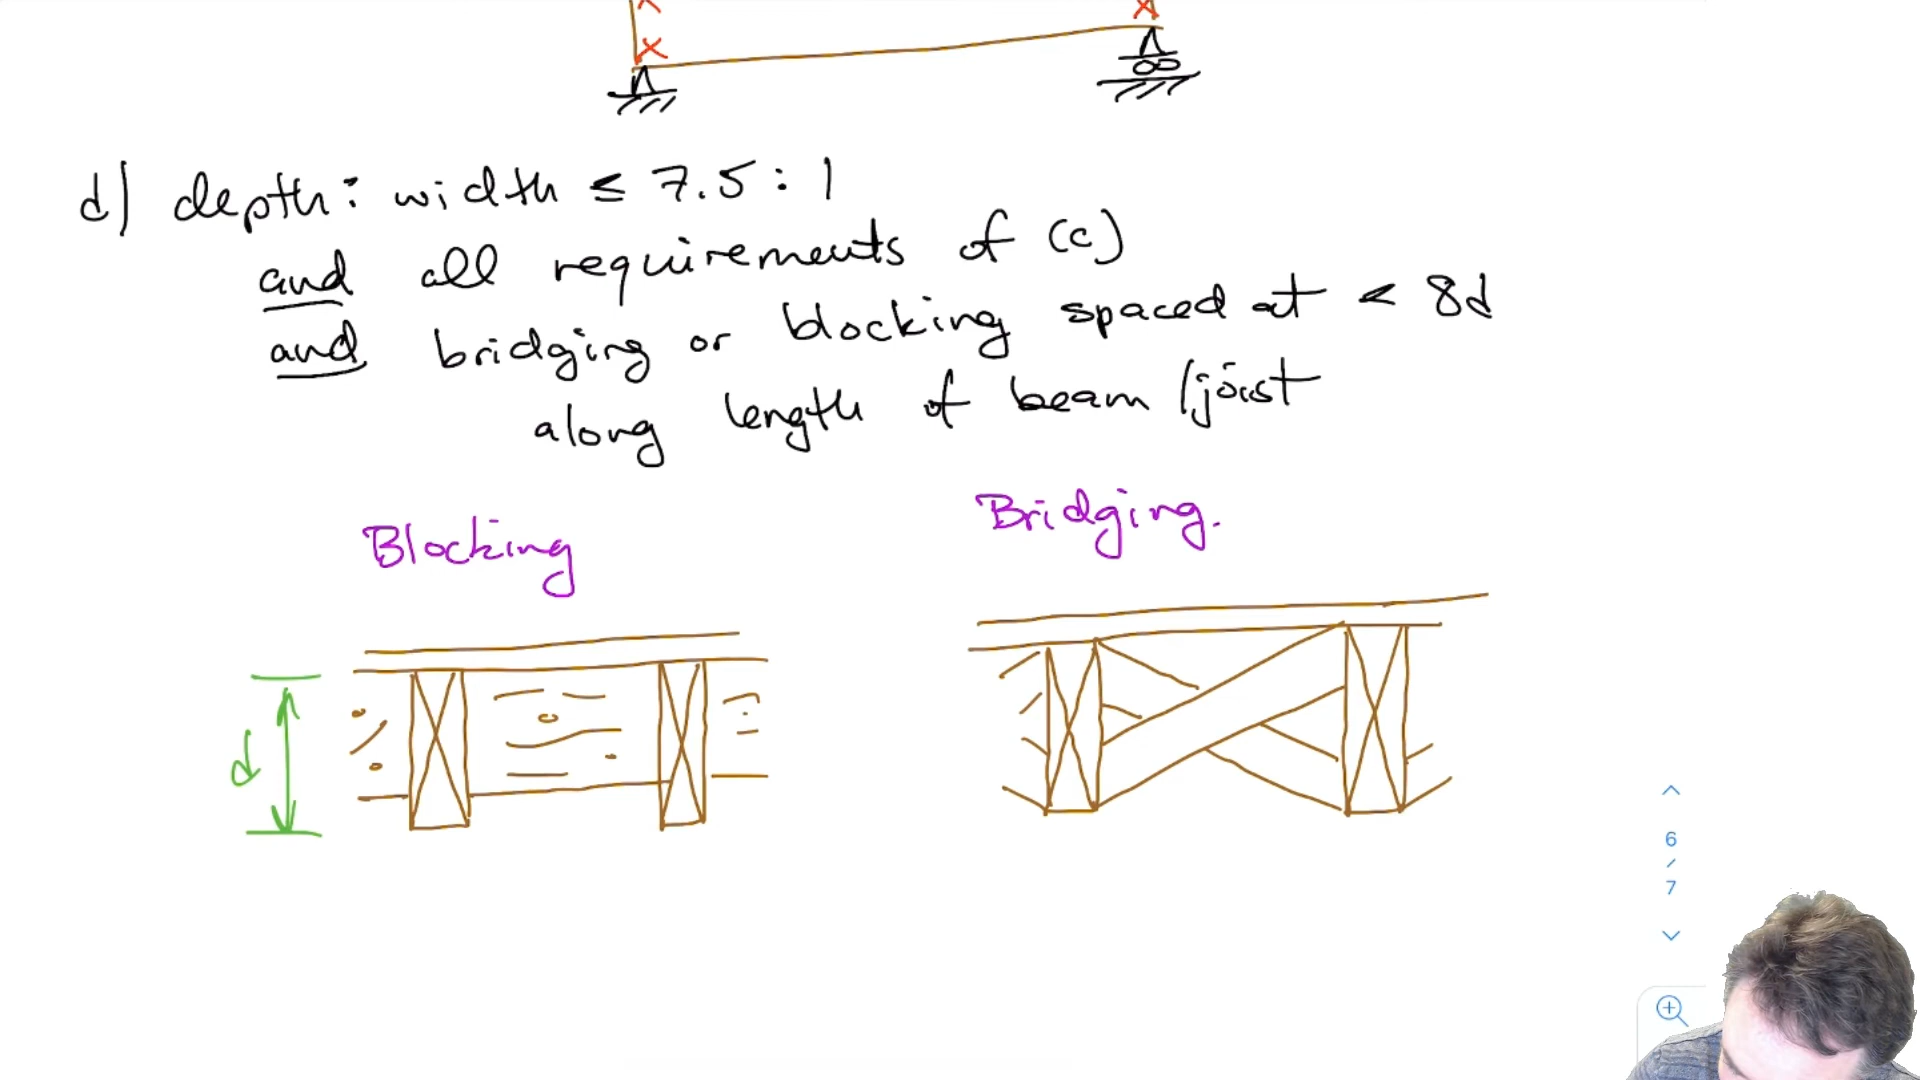 d) depth : width ≤ 7.5 : 1
and all requirements of (c)
and bridging or blocking spaced at < 8d
along length of beam / joist
Blocking
Bridging.
d
6
/
7